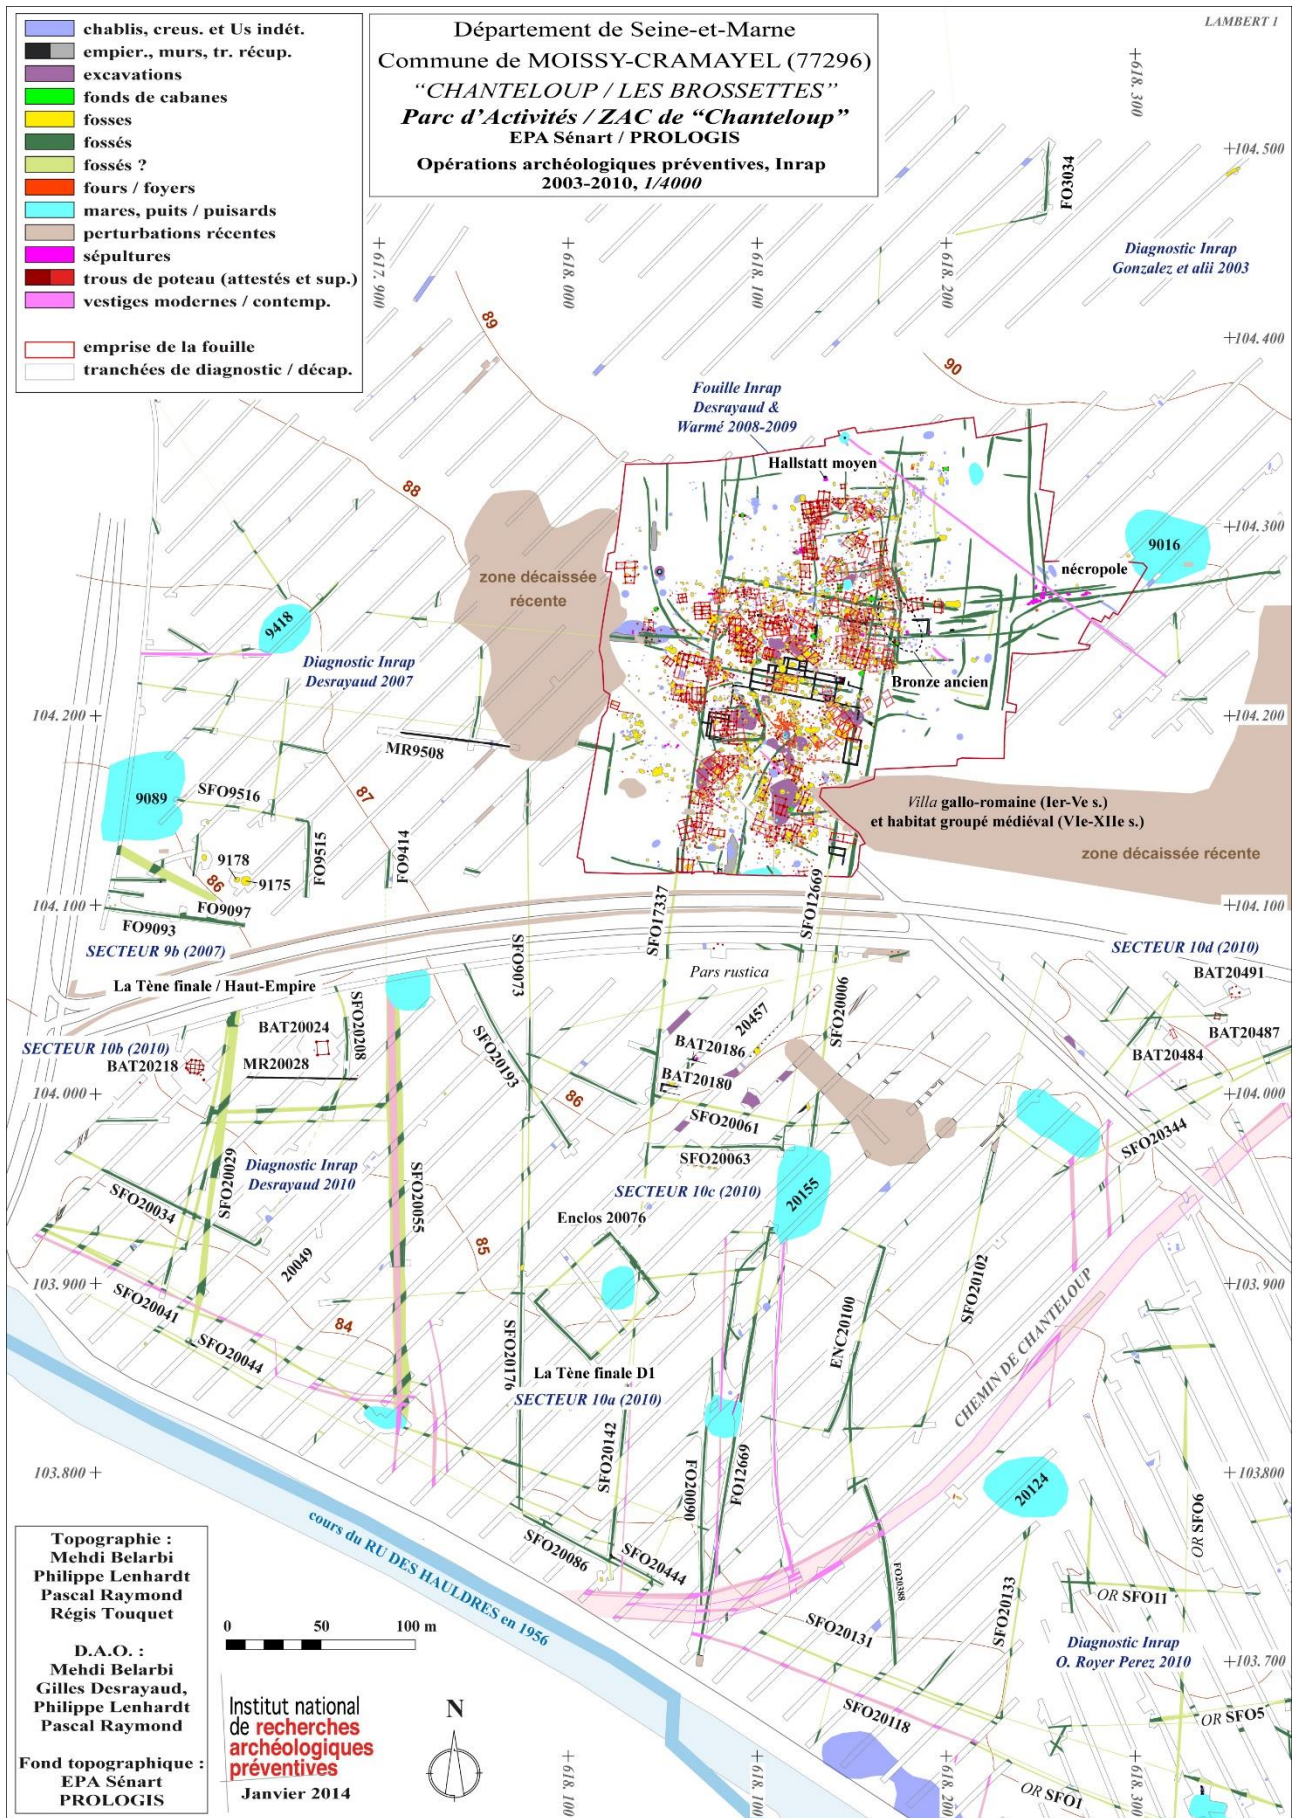 chablis, creus. et Us indét.
empier., murs, tr. récup.
excavations
fonds de cabanes
fosses
fossés
fossés ?
fours / foyers
mares, puits / puisards
perturbations récentes
sépultures
trous de poteau (attestés et sup.)
vestiges modernes / contemp.
emprise de la fouille
tranchées de diagnostic / décap.
Département de Seine-et-Marne
Commune de MOISSY-CRAMAYEL (77296)
“CHANTELOUP / LES BROSSETTES”
Parc d’Activités / ZAC de “Chanteloup”
EPA Sénart / PROLOGIS
Opérations archéologiques préventives, Inrap
2003-2010, 1/4000
LAMBERT 1
+618. 300
+104.500
FO3034
Diagnostic Inrap
Gonzalez et alii 2003
+617. 900
+618. 000
+618. 100
+618. 200
89
+104.400
90
Fouille Inrap
Desrayaud &
Warmé 2008-2009
Hallstatt moyen
88
+104.300
9016
nécropole
zone décaissée
récente
9418
Diagnostic Inrap
Desrayaud 2007
Bronze ancien
104.200 +
+104.200
MR9508
9089
SFO9516
87
Villa gallo-romaine (Ier-Ve s.)
et habitat groupé médiéval (VIe-XIIe s.)
zone décaissée récente
FO9515
FO9414
9178
9175
86
FO9097
FO9093
104.100 +
+104.100
SFO17337
SFO12669
SECTEUR 9b (2007)
SFO9073
SECTEUR 10d (2010)
La Tène finale / Haut-Empire
Pars rustica
BAT20491
SFO20208
BAT20024
20457
SFO20006
BAT20487
SECTEUR 10b (2010)
BAT20218
MR20028
SFO20193
BAT20186
BAT20180
BAT20484
104.000 +
+104.000
86
SFO20061
SFO20344
SFO20063
SFO20029
Diagnostic Inrap
Desrayaud 2010
SFO20034
SFO20055
SECTEUR 10c (2010)
20155
Enclos 20076
20049
85
SFO20102
103.900 +
+103.900
SFO20041
84
SFO20044
SFO20176
ENC20100
CHEMIN DE CHANTELOUP
La Tène finale D1
SECTEUR 10a (2010)
SFO20142
FO20090
FO12669
103.800 +
+103.800
20124
OR SFO6
cours du RU DES HAULDRES en 1956
SFO20086
SFO20444
FO20388
SFO20133
OR SFO11
SFO20131
Diagnostic Inrap
O. Royer Perez 2010
+103.700
SFO20118
OR SFO5
OR SFO1
+618. 100
+618. 100
+618. 200
+618. 300
Topographie :
Mehdi Belarbi
Philippe Lenhardt
Pascal Raymond
Régis Touquet
D.A.O. :
Mehdi Belarbi
Gilles Desrayaud,
Philippe Lenhardt
Pascal Raymond
Fond topographique :
EPA Sénart
PROLOGIS
0 50 100 m
Institut national
de recherches
archéologiques
préventives
Janvier 2014
N